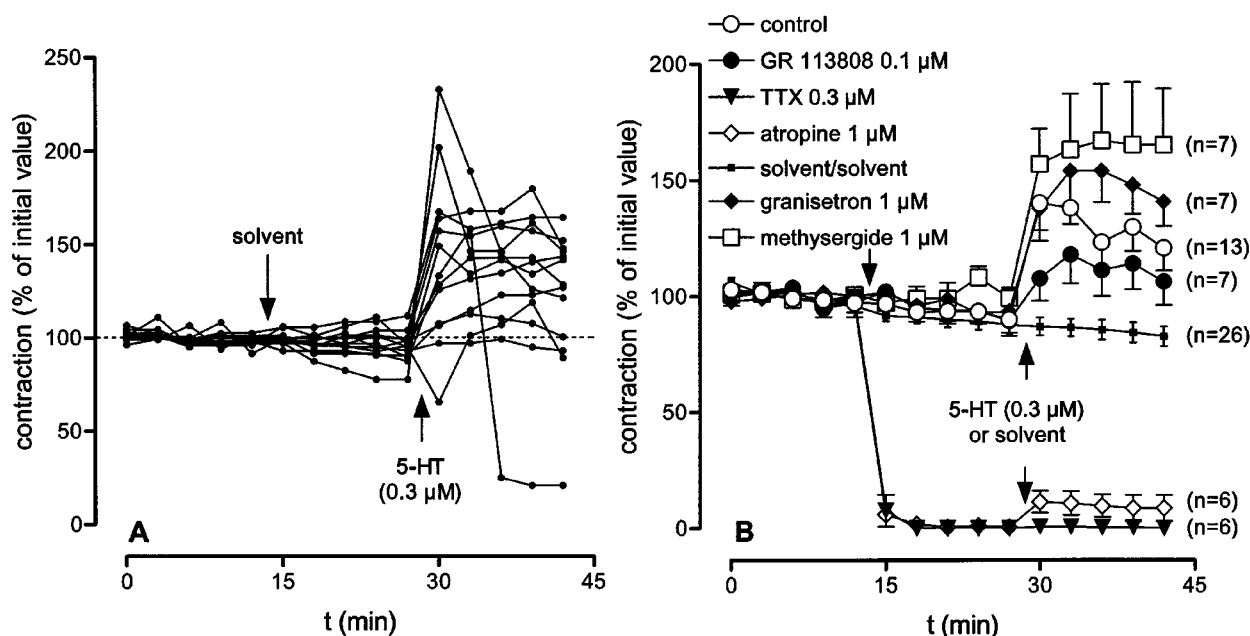 250
200
150
100
50
0
contraction (% of initial value)
solvent
5-HT
(0.3 µM)
A
0
15
30
45
t (min)
control
GR 113808 0.1 µM
TTX 0.3 µM
atropine 1 µM
solvent/solvent
granisetron 1 µM
methysergide 1 µM
200
150
100
50
0
contraction (% of initial value)
(n=7)
(n=7)
(n=13)
(n=7)
(n=26)
5-HT (0.3 µM)
or solvent
(n=6)
(n=6)
B
0
15
30
45
t (min)